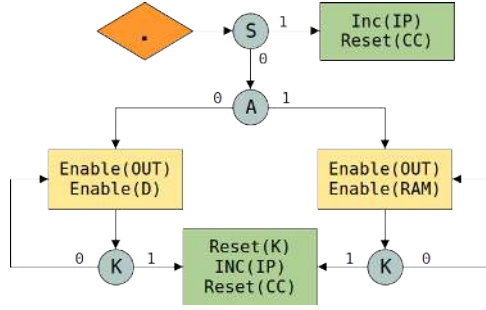 .
S
1
Inc(IP)
Reset(CC)
0
0
A
1
Enable(OUT)
Enable(D)
Enable(OUT)
Enable(RAM)
0
K
1
Reset(K)
INC(IP)
Reset(CC)
1
K
0